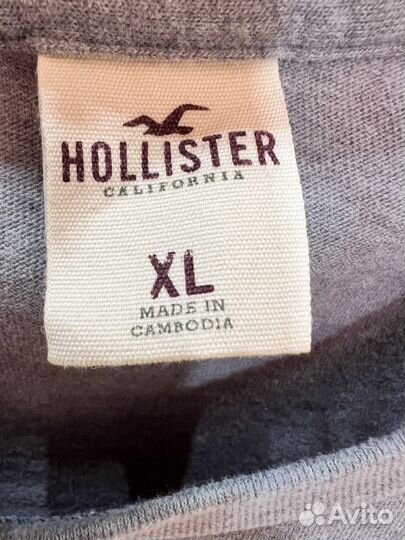 HOLLISTER
CALIFORNIA
XL
MADE IN
CAMBODIA
Avito